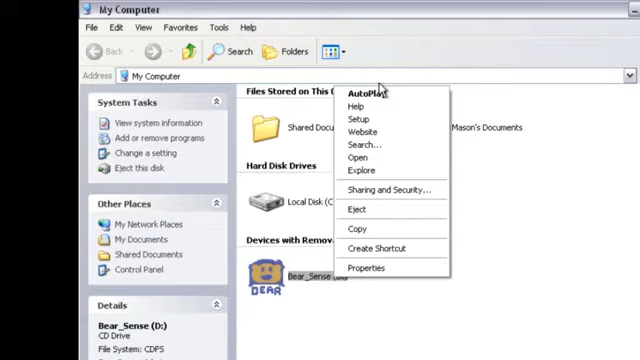 My Computer
File Edit View Favorites Tools Help
Back Search Folders
Address My Computer
System Tasks
View system information
Add or remove programs
Change a setting
Eject this disk
Other Places
My Network Places
My Documents
Shared Documents
Control Panel
Details
Bear_Sense (D:)
CD Drive
File System: CDFS
Files Stored on This
Shared Docu
Mason's Documents
Hard Disk Drives
Local Disk (C
Devices with Remov
Bear_Sense
BEAR
AutoPlay
Help
Setup
Website
Search...
Open
Explore
Sharing and Security...
Eject
Copy
Create Shortcut
Properties